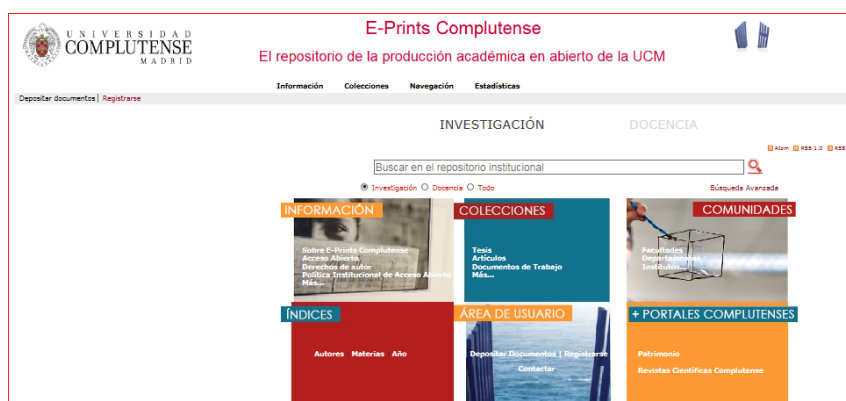 UNIVERSIDAD
COMPLUTENSE
MADRID
E-Prints Complutense
El repositorio de la producción académica en abierto de la UCM
Información Colecciones Navegación Estadísticas
Depositar documentos| Registrarse
INVESTIGACIÓN DOCENCIA
Atom RSS 1.0 RSS
Buscar en el repositorio institucional
Investigación Docencia Todo Búsqueda Avanzada
INFORMACIÓN
Sobre E-Prints Complutense
Acceso Abierto
Derechos de autor
Política Institucional de Acceso Abierto
Más...
COLECCIONES
Tesis
Artículos
Documentos de Trabajo
Más...
COMUNIDADES
Facultades
Departamentos
Institutos...
ÍNDICES
Autores Materias Año
ÁREA DE USUARIO
Depositar Documentos | Registrarse
Contactar
+ PORTALES COMPLUTENSES
Patrimonio
Revistas Científicas Complutense